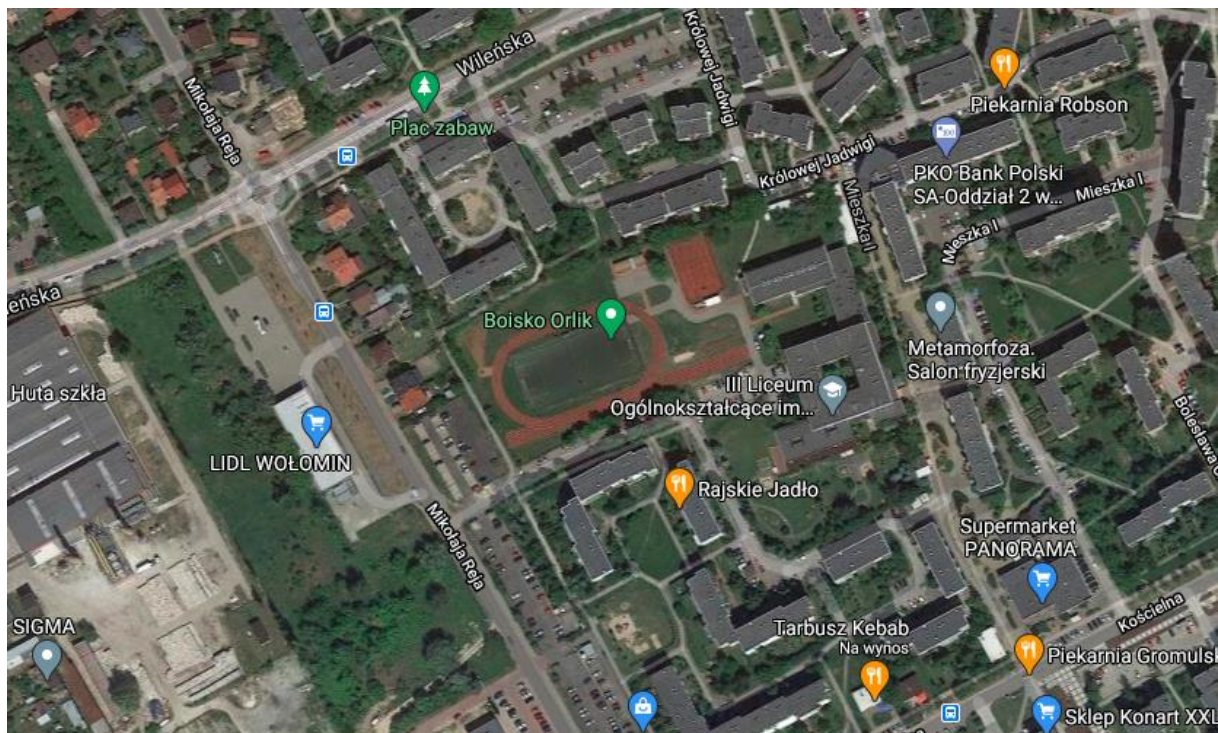 Wileńska
Królowej Jadwigi
Mikołaja Reja
Plac zabaw
Piekarnia Robson
Królowej Jadwigi
PKO Bank Polski
SA-Oddział 2 w...
Mieszka I
Mieszka I
Mieszka I
Boisko Orlik
Metamorfoza.
Salon fryzjerski
Huta szkła
III Liceum
Ogólnokształcące im...
LIDL WOŁOMIN
Rajskie Jadło
Mikołaja Reja
Supermarket
PANORAMA
Kościelna
SIGMA
Tarbusz Kebab
Na wynos
Piekarnia Gromulsk
Sklep Konart XXL